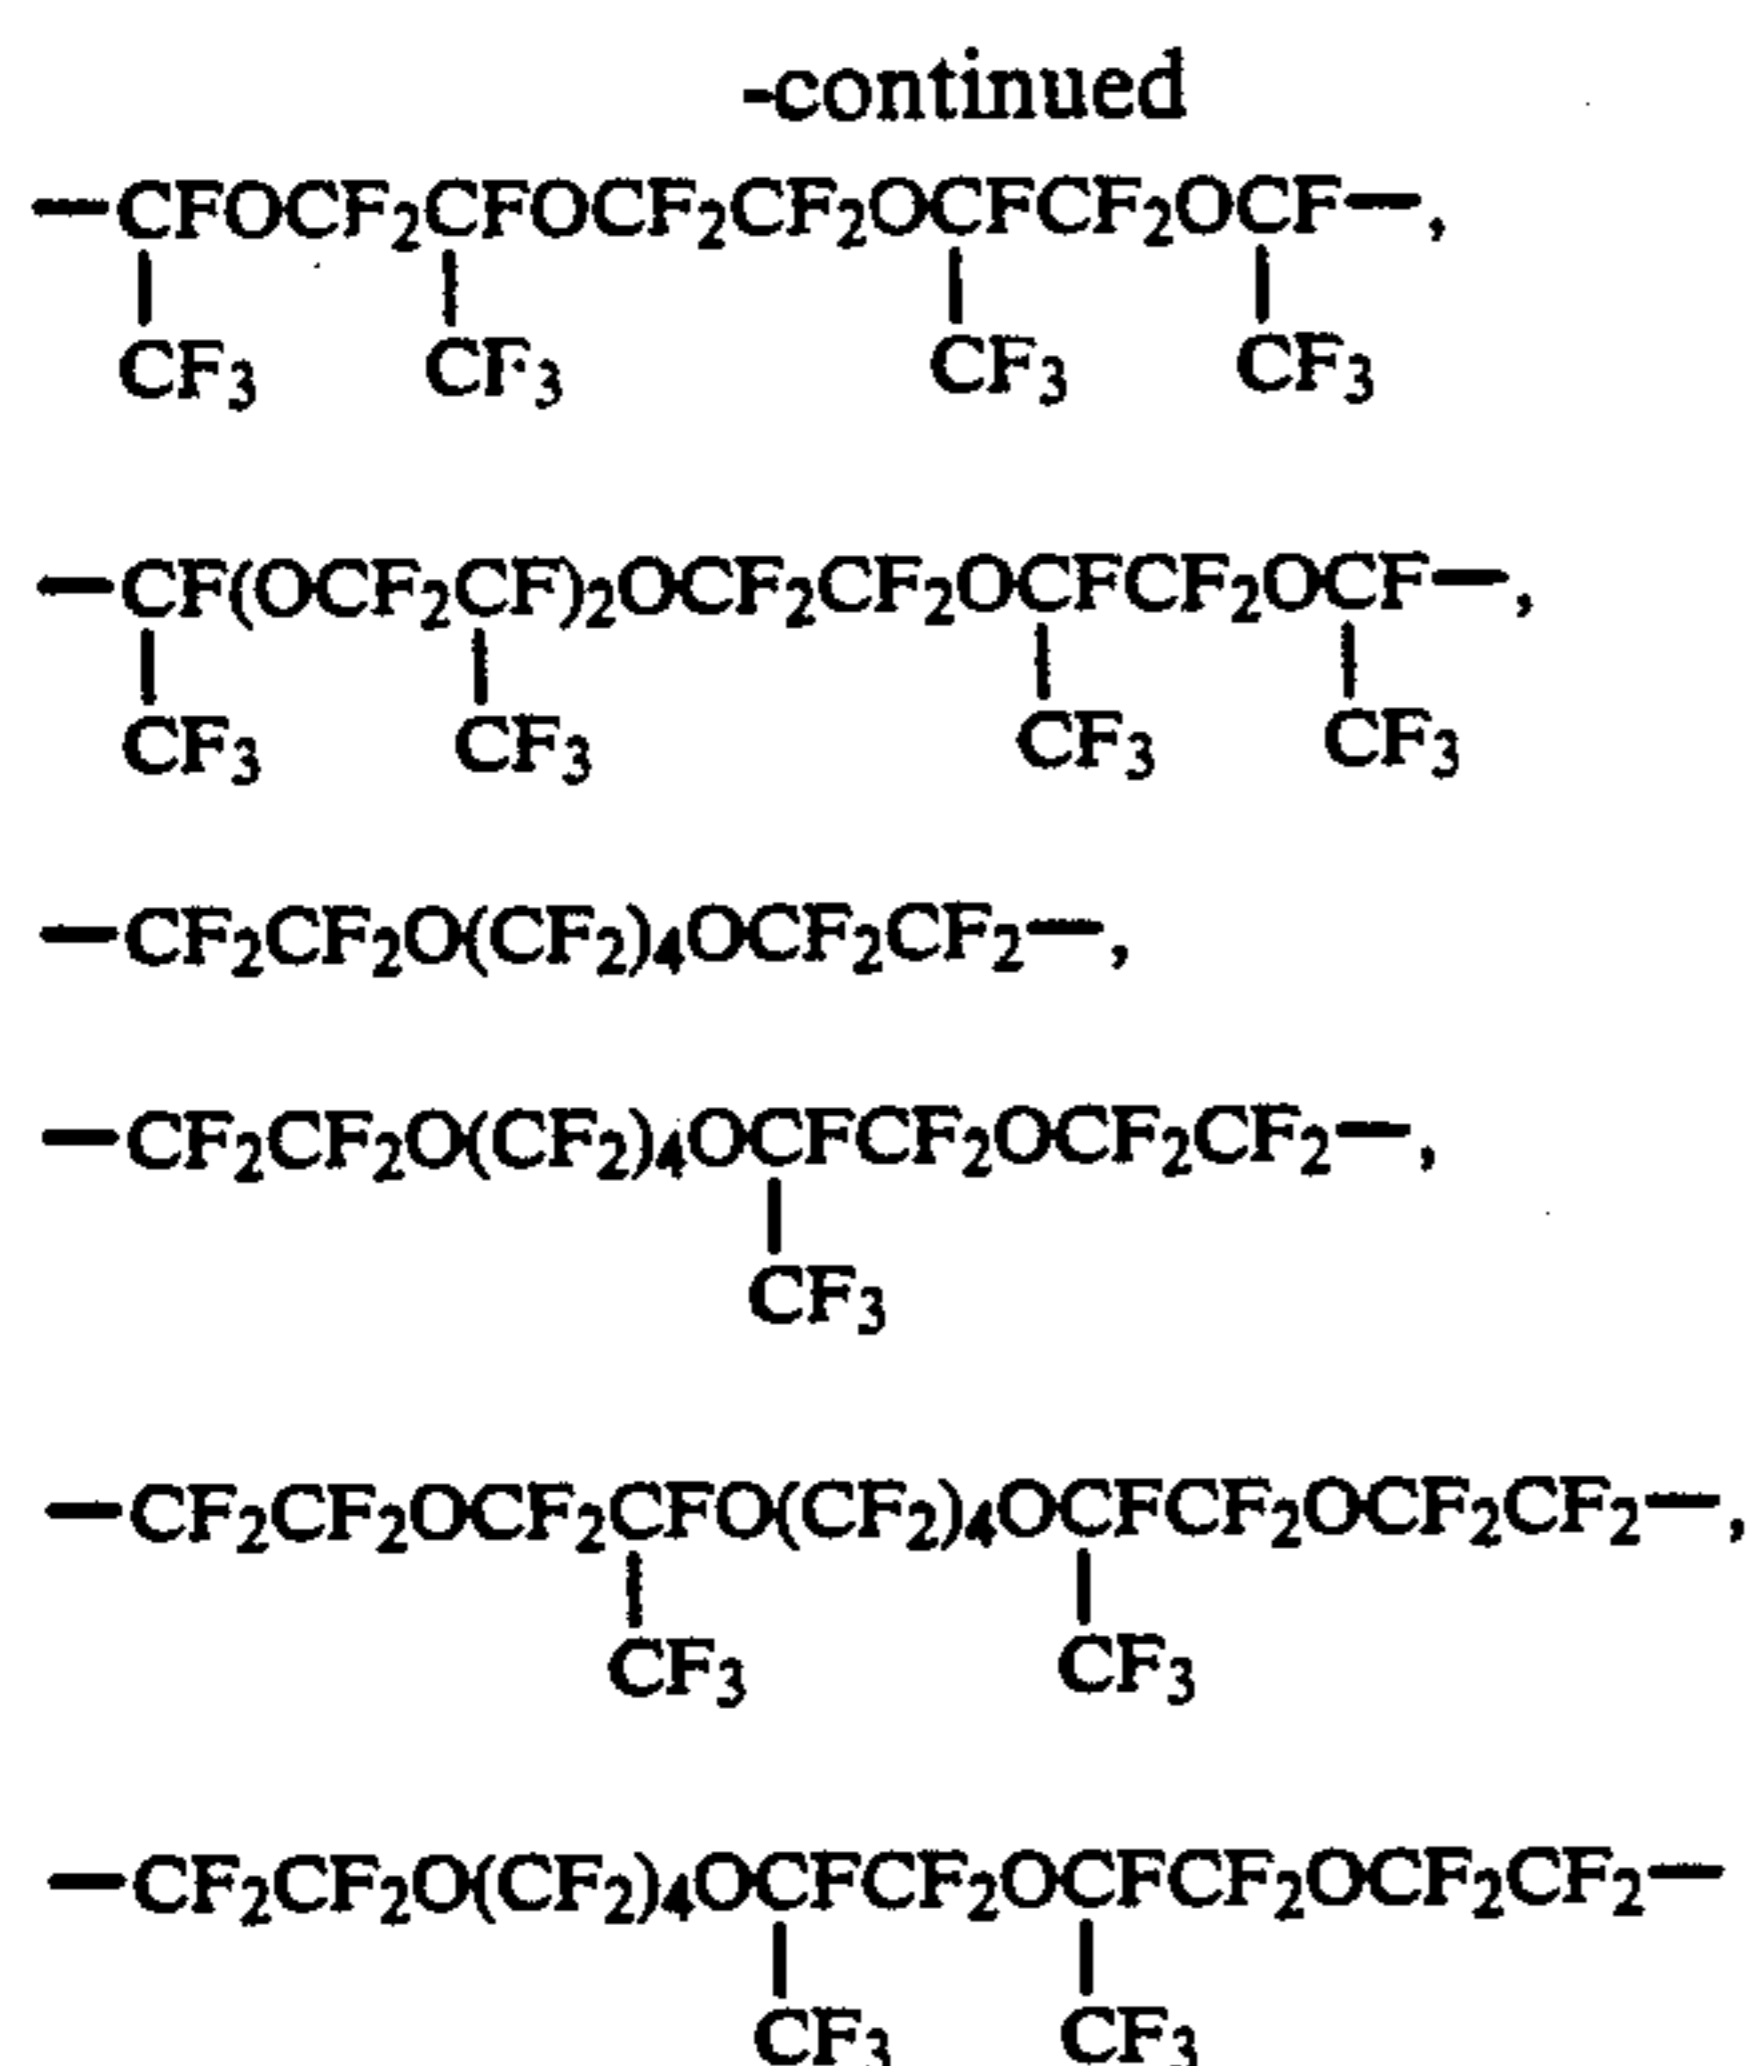 -continued
—CFOCF2CFOCF2CF2OCFCF2OCF—,
CF3 CF3 CF3 CF3
—CF(OCF2CF)2OCF2CF2OCFCF2OCF—,
CF3 CF3 CF3 CF3
—CF2CF2O(CF2)4OCF2CF2—,
—CF2CF2O(CF2)4OCFCF2OCF2CF2—,
CF3
—CF2CF2OCF2CFO(CF2)4OCFCF2OCF2CF2—,
CF3 CF3
—CF2CF2O(CF2)4OCFCF2OCFCF2OCF2CF2—
CF3 CF3